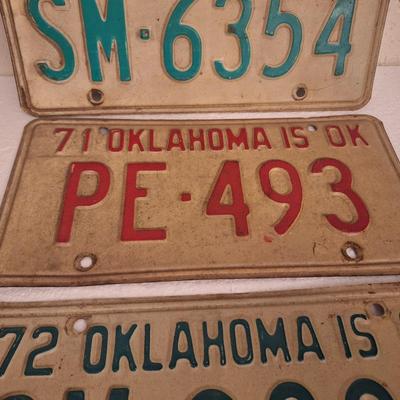 SM·6354
71 OKLAHOMA IS OK
PE·493
72 OKLAHOMA IS